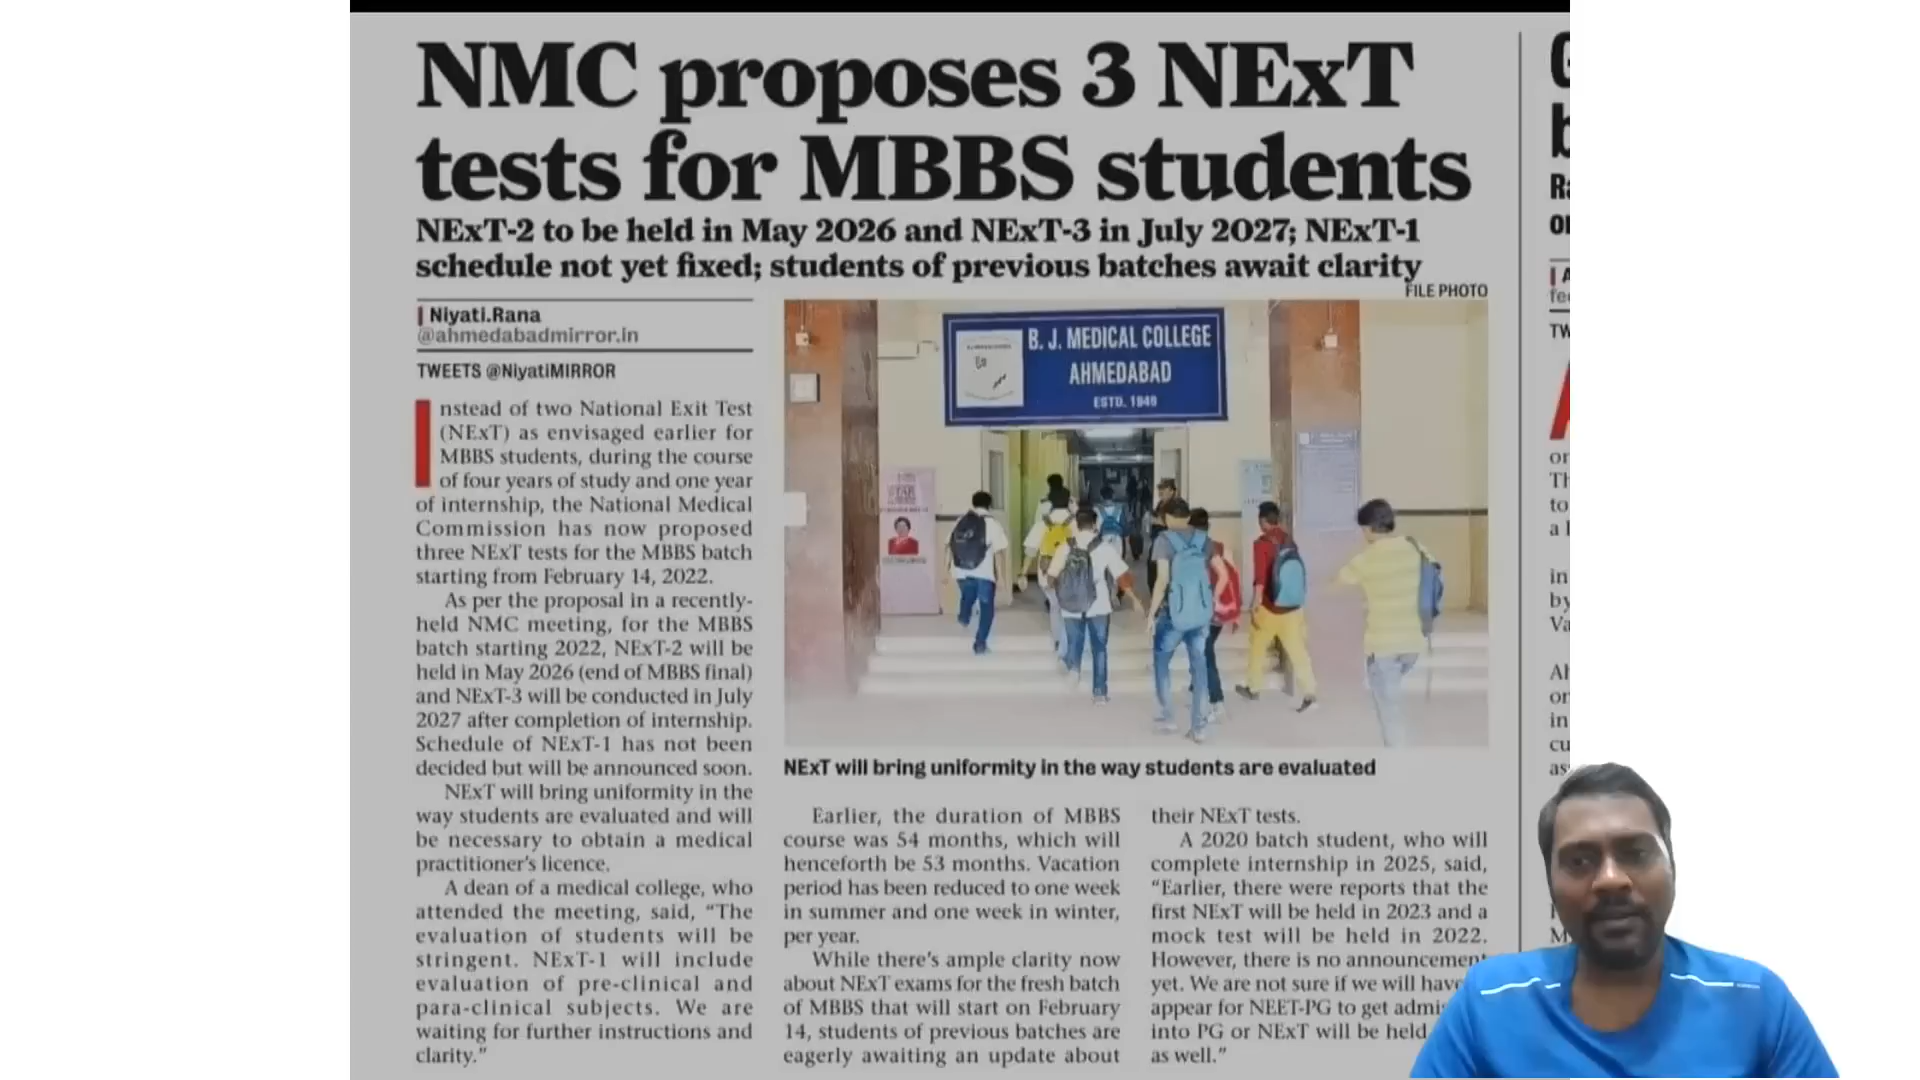 NMC proposes 3 NExT
tests for MBBS students
NExT-2 to be held in May 2026 and NExT-3 in July 2027; NExT-1
schedule not yet fixed; students of previous batches await clarity
FILE PHOTO
Niyati.Rana
@ahmedabadmirror.in
TWEETS @NiyatiMIRROR
Instead of two National Exit Test
(NExT) as envisaged earlier for
MBBS students, during the course
of four years of study and one year
of internship, the National Medical
Commission has now proposed
three NExT tests for the MBBS batch
starting from February 14, 2022.
As per the proposal in a recently-
held NMC meeting, for the MBBS
batch starting 2022, NExT-2 will be
held in May 2026 (end of MBBS final)
and NExT-3 will be conducted in July
2027 after completion of internship.
Schedule of NExT-1 has not been
decided but will be announced soon.
NExT will bring uniformity in the
way students are evaluated and will
be necessary to obtain a medical
practitioner's licence.
A dean of a medical college, who
attended the meeting, said, “The
evaluation of students will be
stringent. NExT-1 will include
evaluation of pre-clinical and
para-clinical subjects. We are
waiting for further instructions and
clarity.”
B. J. MEDICAL COLLEGE
AHMEDABAD
ESTD. 1946
NExT will bring uniformity in the way students are evaluated
Earlier, the duration of MBBS
course was 54 months, which will
henceforth be 53 months. Vacation
period has been reduced to one week
in summer and one week in winter,
per year.
While there's ample clarity now
about NExT exams for the fresh batch
of MBBS that will start on February
14, students of previous batches are
eagerly awaiting an update about
their NExT tests.
A 2020 batch student, who will
complete internship in 2025, said,
“Earlier, there were reports that the
first NExT will be held in 2023 and a
mock test will be held in 2022.
However, there is no announcement
yet. We are not sure if we will have
appear for NEET-PG to get admis
into PG or NExT will be held
as well.”